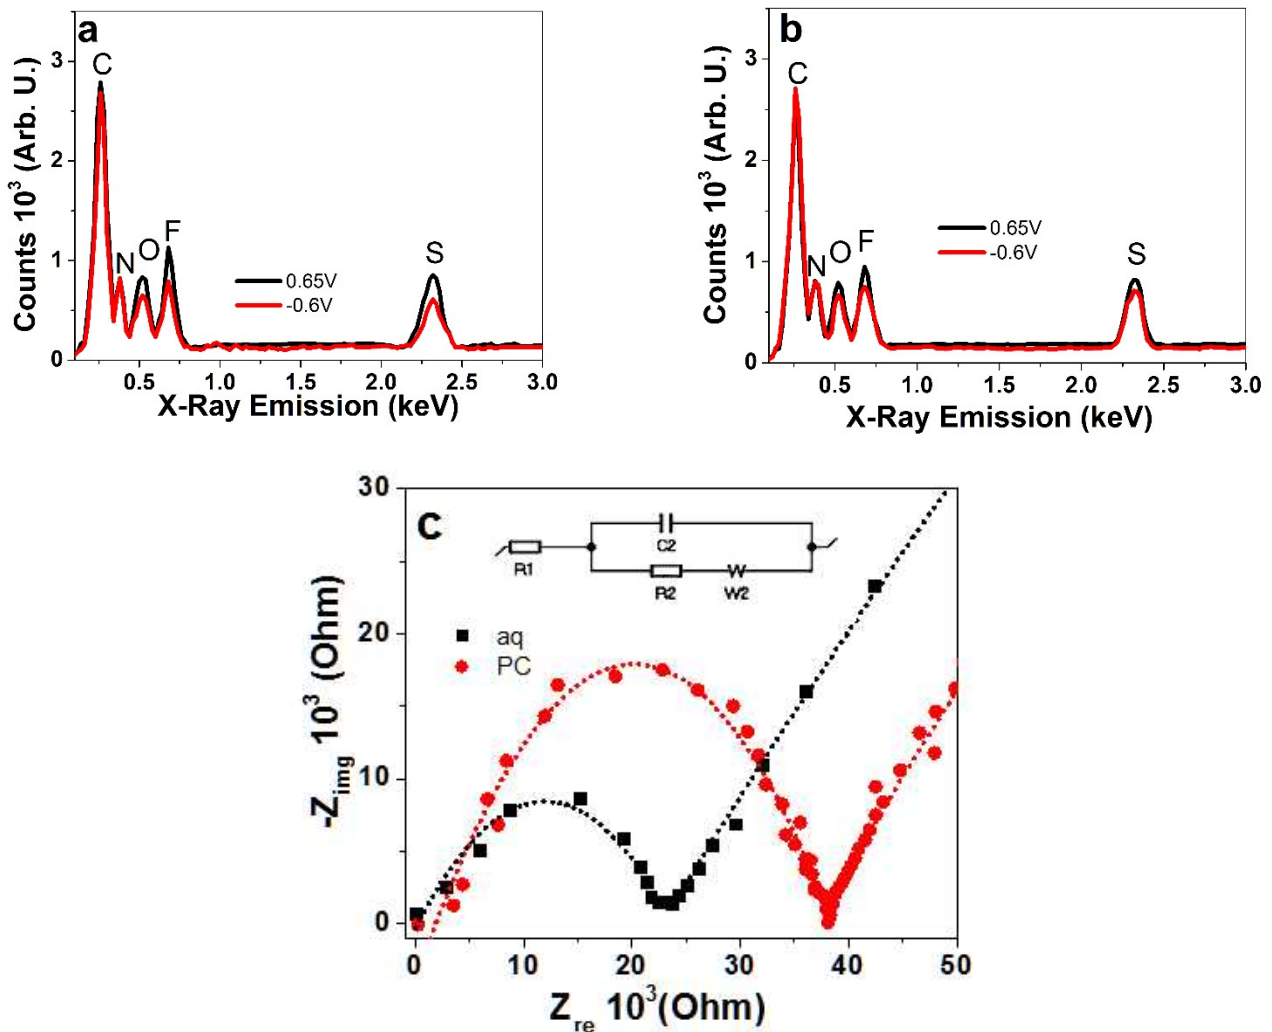 a
C
N O F
S
0.65V
-0.6V
3
2
1
0
0.5 1.0 1.5 2.0 2.5 3.0
Counts 10³ (Arb. U.)
X-Ray Emission (keV)
b
C
N O F
S
0.65V
-0.6V
3
2
1
0
0.5 1.0 1.5 2.0 2.5 3.0
Counts 10³ (Arb. U.)
X-Ray Emission (keV)
C
R1
C2
R2 W2
aq
PC
30
20
10
0
0 10 20 30 40 50
-Zimg 10³ (Ohm)
Zre 10³(Ohm)